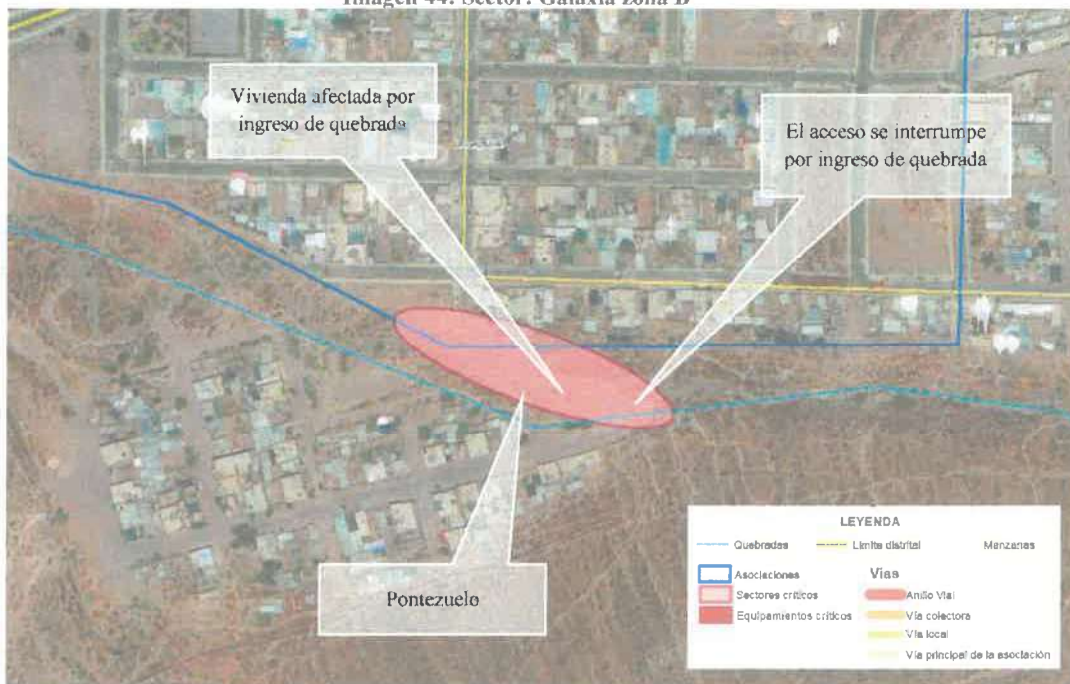 Imagen 44: Sector: Galaxia zona B
Vivienda afectada por
ingreso de quebrada
El acceso se interrumpe
por ingreso de quebrada
Pontezuelo
LEYENDA
Quebradas
Límite distrital
Manzanas
Asociaciones
Sectores críticos
Equipamientos críticos
Vías
Anillo Vial
Vía colectora
Vía local
Vía principal de la asociación